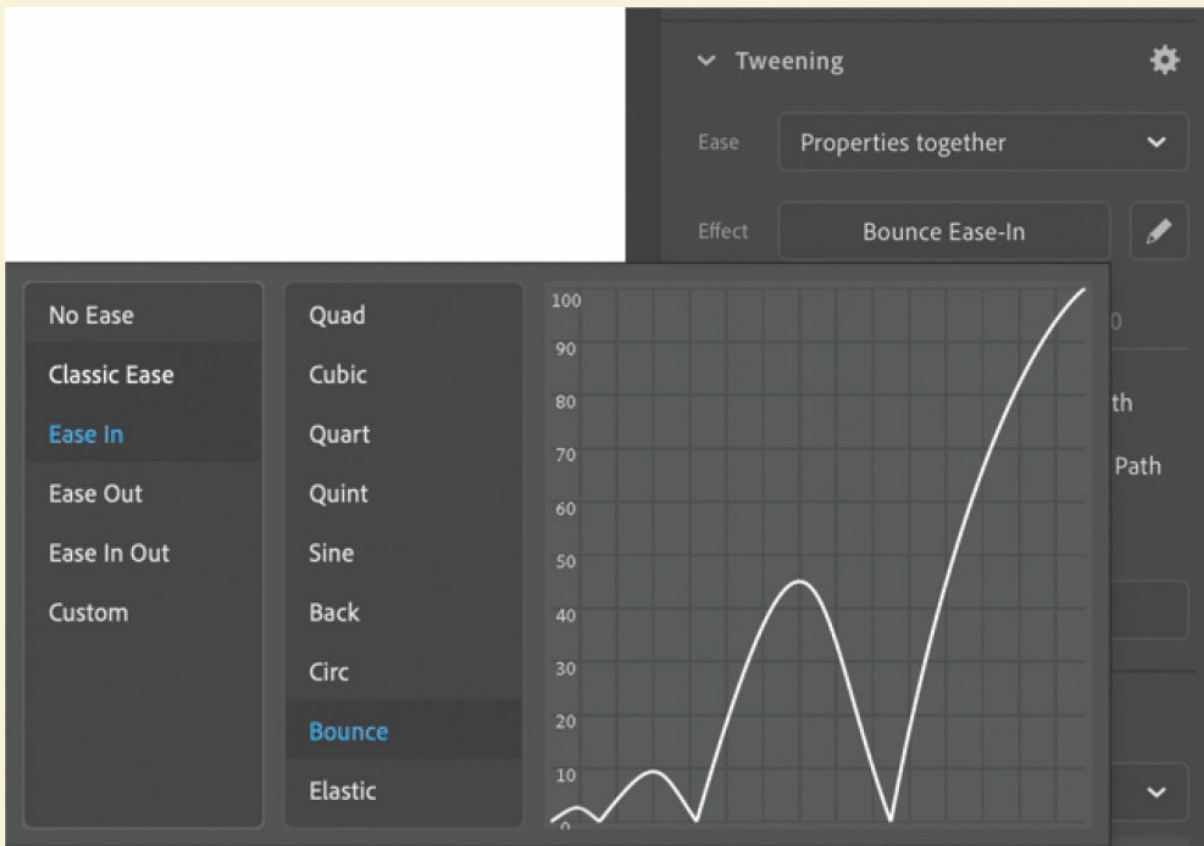 Tweening
Ease
Properties together
Effect
Bounce Ease-In
No Ease
Classic Ease
Ease In
Ease Out
Ease In Out
Custom
Quad
Cubic
Quart
Quint
Sine
Back
Circ
Bounce
Elastic
100
90
80
70
60
50
40
30
20
10
0
0
th
Path